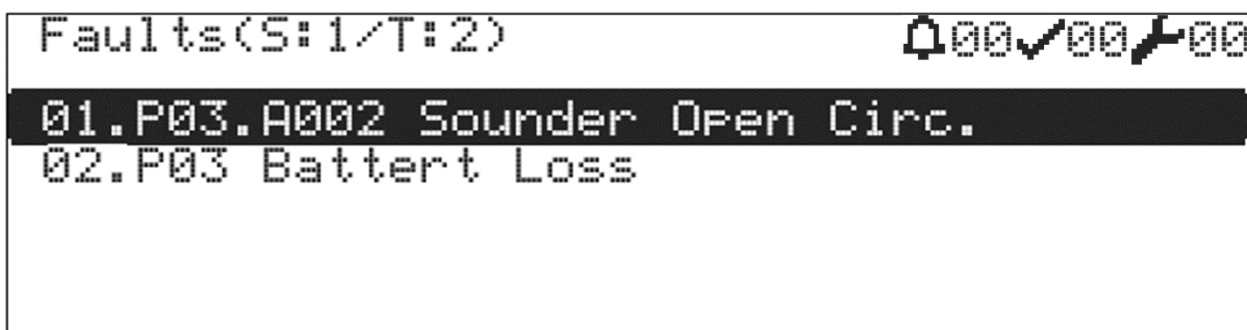 Faults(S:1/T:2) 00 00 00
01.P03.A002 Sounder Open Circ.
02.P03 Battert Loss